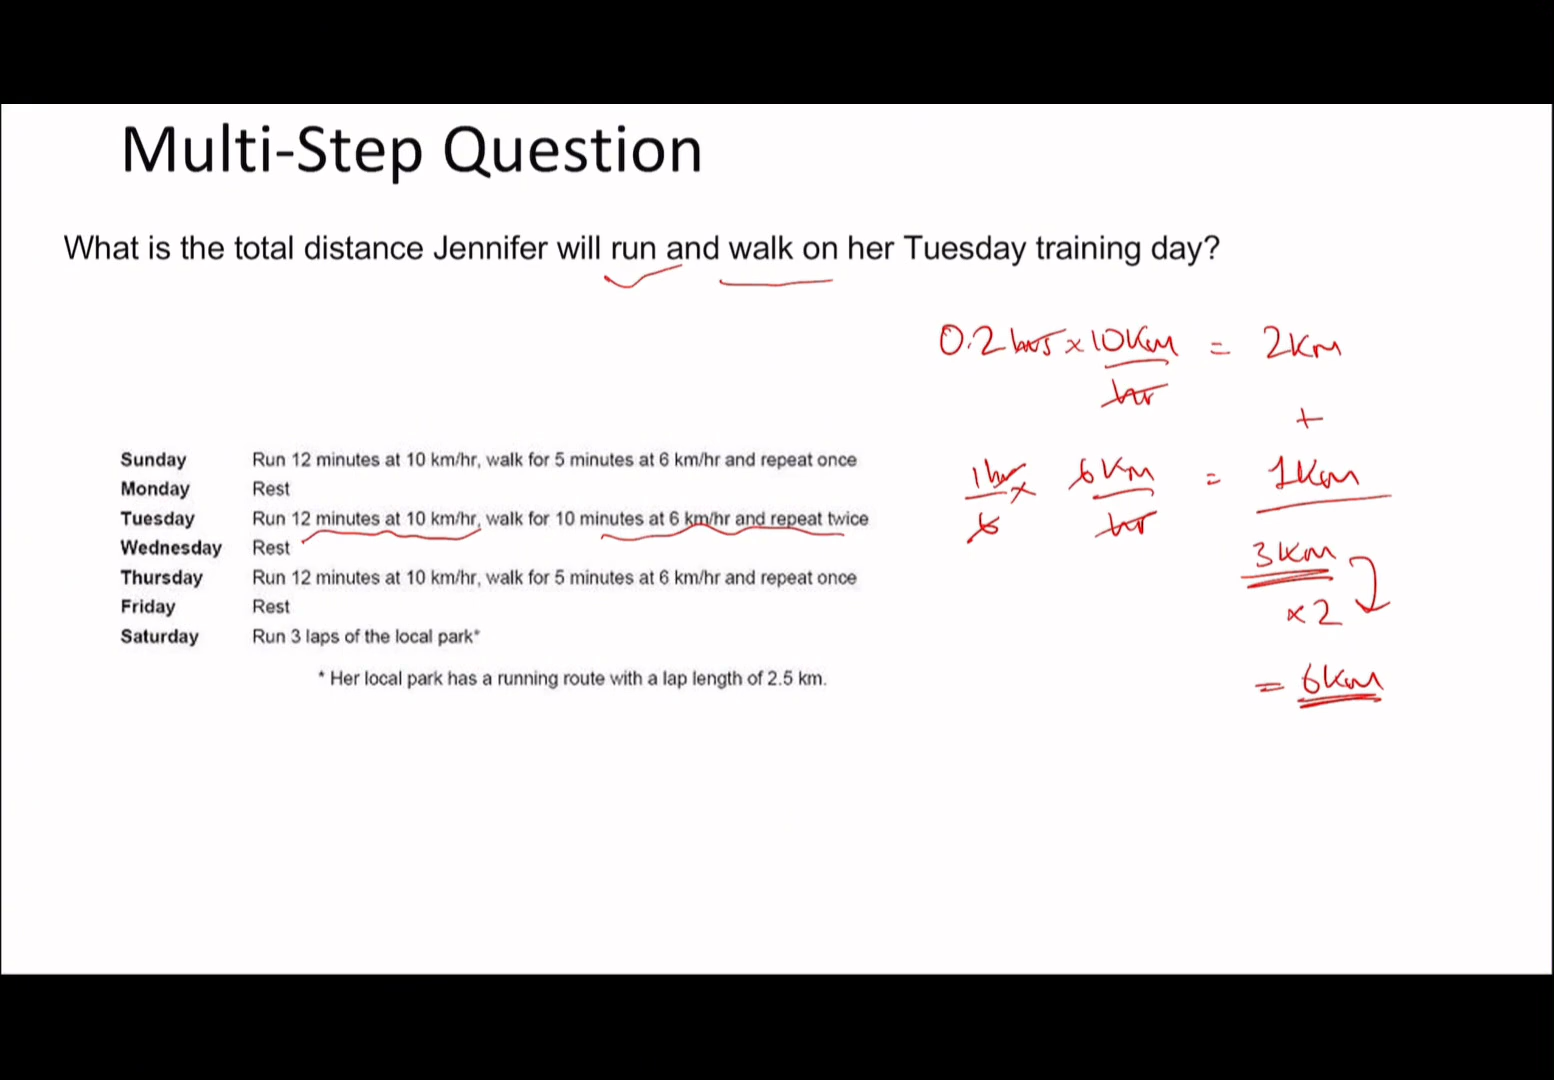 Multi-Step Question
What is the total distance Jennifer will run and walk on her Tuesday training day?
0.2 hrs × 10Km = 2Km
hr
+
1hr × 6Km = 1Km
6 hr
3Km
×2
= 6Km
Sunday Run 12 minutes at 10 km/hr, walk for 5 minutes at 6 km/hr and repeat once
Monday Rest
Tuesday Run 12 minutes at 10 km/hr, walk for 10 minutes at 6 km/hr and repeat twice
Wednesday Rest
Thursday Run 12 minutes at 10 km/hr, walk for 5 minutes at 6 km/hr and repeat once
Friday Rest
Saturday Run 3 laps of the local park*
* Her local park has a running route with a lap length of 2.5 km.